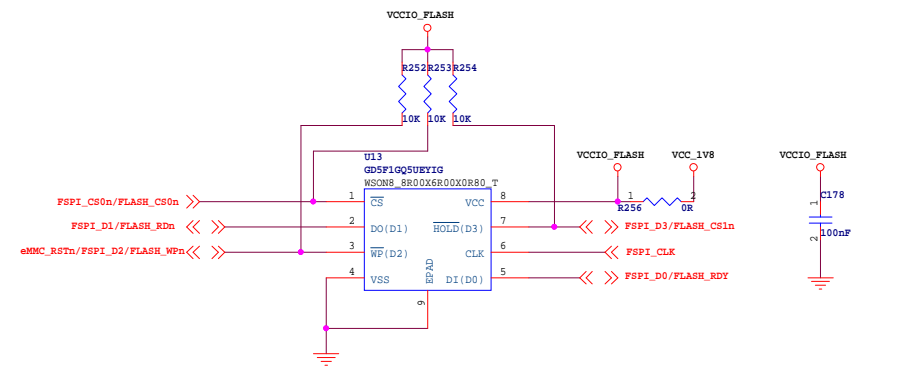 VCCIO_FLASH
R252 R253 R254
10K 10K 10K
U13
GD5F1GQ5UEYIG
WSON8_8R00X6R00X0R80_T
VCCIO_FLASH VCC_1V8 VCCIO_FLASH
FSPI_CS0n/FLASH_CS0n 1 CS VCC 8
1 2
R256 0R
C178
1
100nF
2
FSPI_D1/FLASH_RDn 2 DO(D1) HOLD(D3) 7 FSPI_D3/FLASH_CS1n
eMMC_RSTn/FSPI_D2/FLASH_WPn 3 WP(D2) CLK 6 FSPI_CLK
4 VSS EPAD DI(D0) 5 FSPI_D0/FLASH_RDY
9